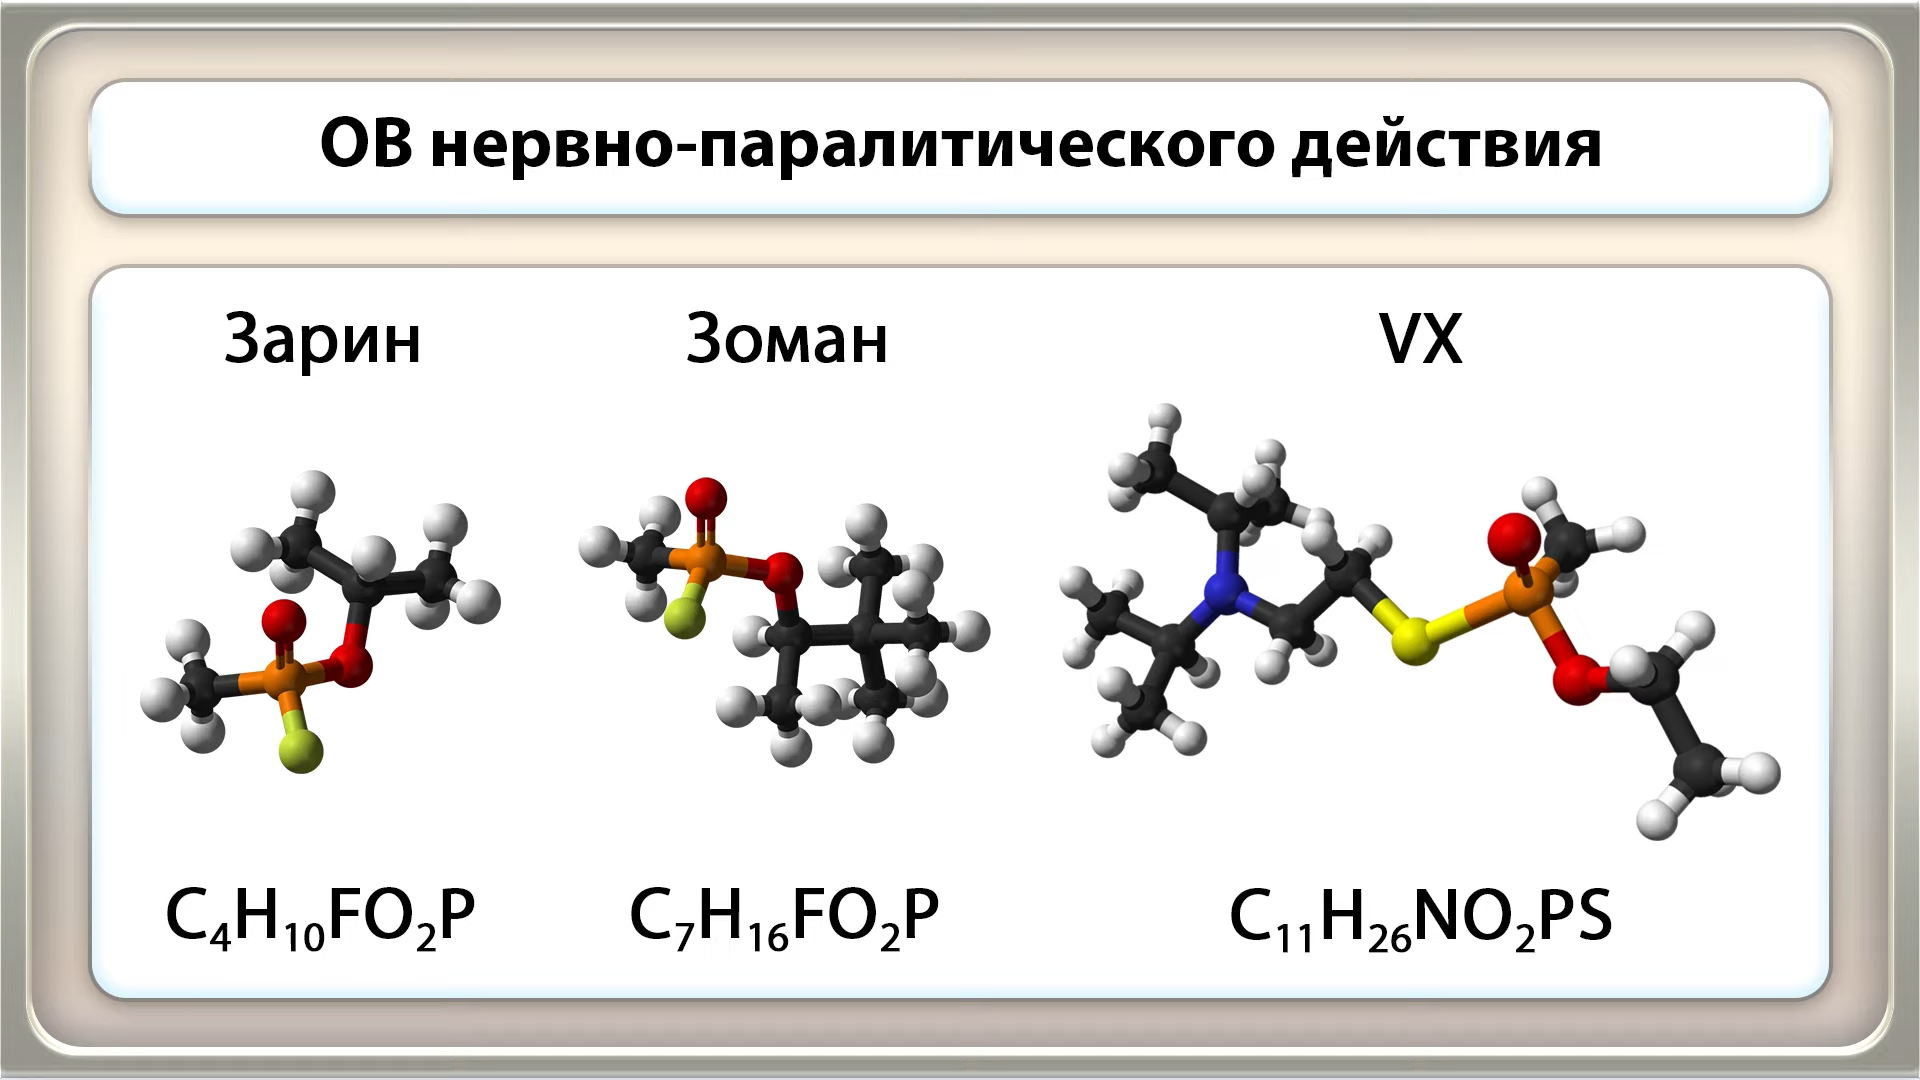 ОВ нервно-паралитического действия
Зарин Зоман VX
C₄H₁₀FO₂P C₇H₁₆FO₂P C₁₁H₂₆NO₂PS